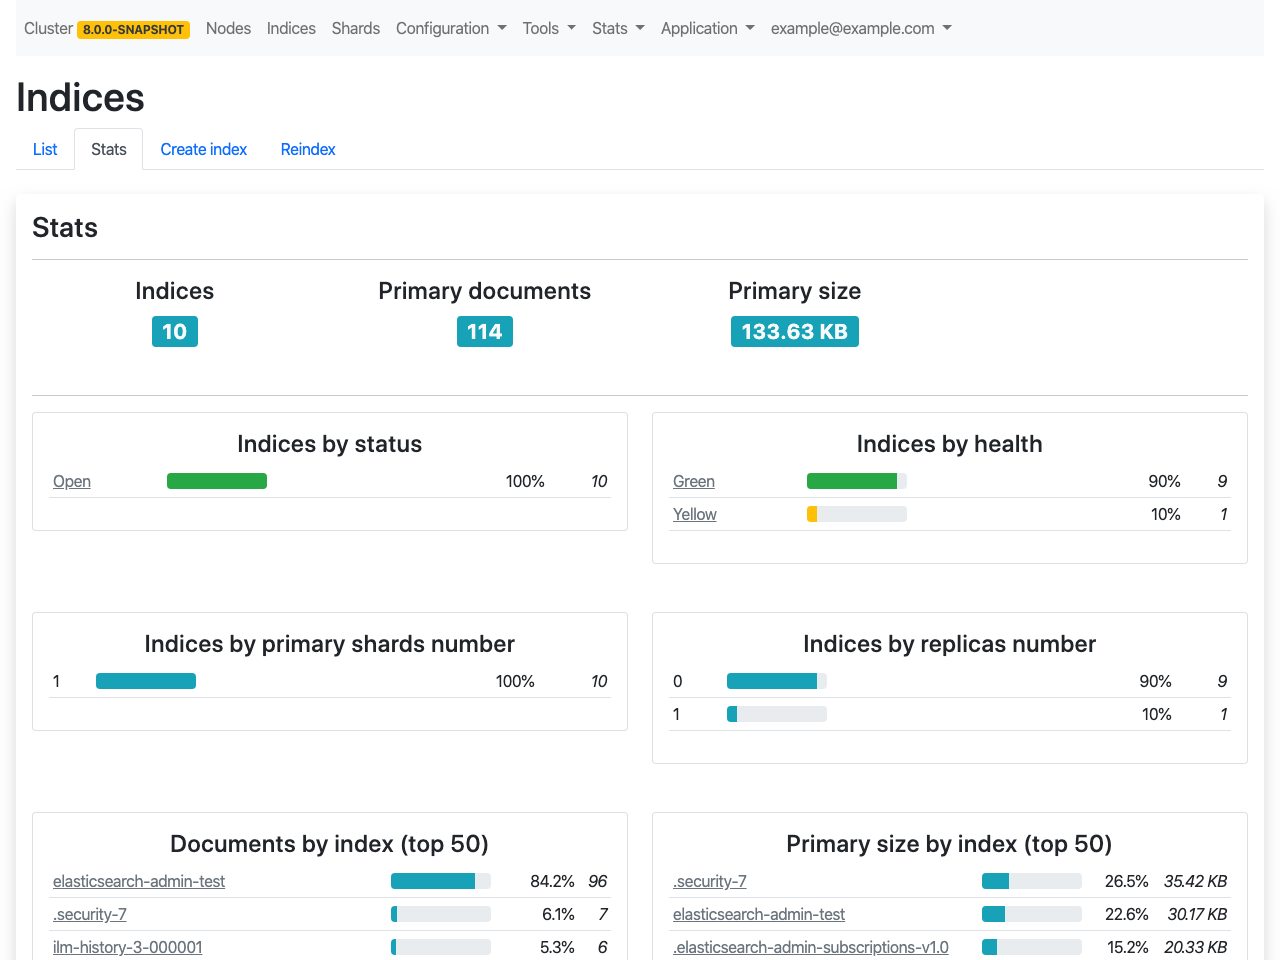 Cluster 8.0.0-SNAPSHOT Nodes Indices Shards Configuration Tools Stats Application example@example.com
Indices
List Stats Create index Reindex
Stats
Indices Primary documents Primary size
10 114 133.63 KB
Indices by status
Open 100% 10
Indices by health
Green 90% 9
Yellow 10% 1
Indices by primary shards number
1 100% 10
Indices by replicas number
0 90% 9
1 10% 1
Documents by index (top 50)
elasticsearch-admin-test 84.2% 96
.security-7 6.1% 7
ilm-history-3-000001 5.3% 6
Primary size by index (top 50)
.security-7 26.5% 35.42 KB
elasticsearch-admin-test 22.6% 30.17 KB
.elasticsearch-admin-subscriptions-v1.0 15.2% 20.33 KB